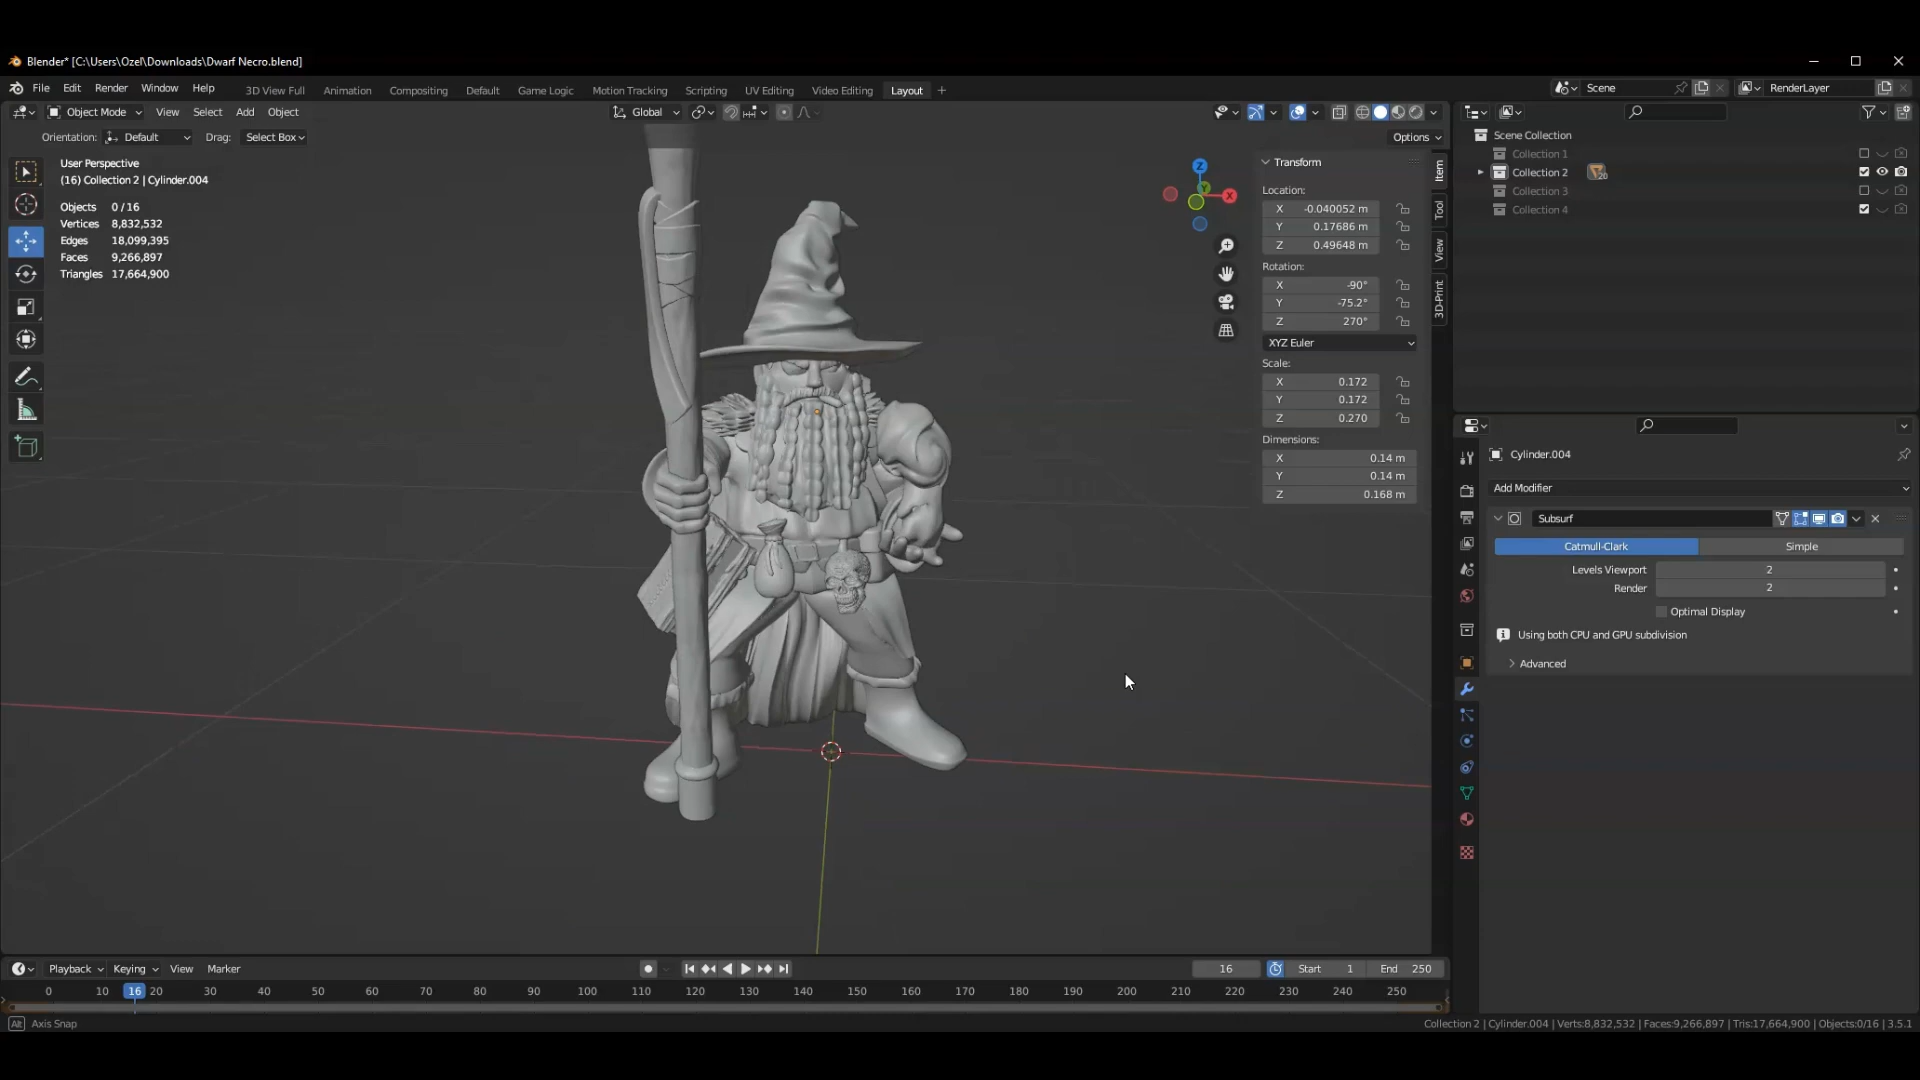 Blender* [C:\Users\Ozel\Downloads\Dwarf Necro.blend]
File Edit Render Window Help 3D View Full Animation Compositing Default Game Logic Motion Tracking Scripting UV Editing Video Editing Layout + Scene RenderLayer
Object Mode View Select Add Object Global
Orientation: Default Drag: Select Box Options
User Perspective
(16) Collection 2 | Cylinder.004
Objects 0/16
Vertices 8,832,532
Edges 18,099,395
Faces 9,266,897
Triangles 17,664,900
Z
Y
X
Transform
Location:
X -0.040052 m
Y 0.17686 m
Z 0.49648 m
Rotation:
X -90°
Y -75.2°
Z 270°
XYZ Euler
Scale:
X 0.172
Y 0.172
Z 0.270
Dimensions:
X 0.14 m
Y 0.14 m
Z 0.168 m
Item
Tool
View
3D-Print
Scene Collection
Collection 1
Collection 2 20
Collection 3
Collection 4
Cylinder.004
Add Modifier
Subsurf
Catmull-Clark Simple
Levels Viewport 2
Render 2
Optimal Display
Using both CPU and GPU subdivision
Advanced
Playback Keying View Marker 16 Start 1 End 250
0 10 16 20 30 40 50 60 70 80 90 100 110 120 130 140 150 160 170 180 190 200 210 220 230 240 250
Alt Axis Snap
Collection 2 | Cylinder.004 | Verts:8,832,532 | Faces:9,266,897 | Tris:17,664,900 | Objects:0/16 | 3.5.1